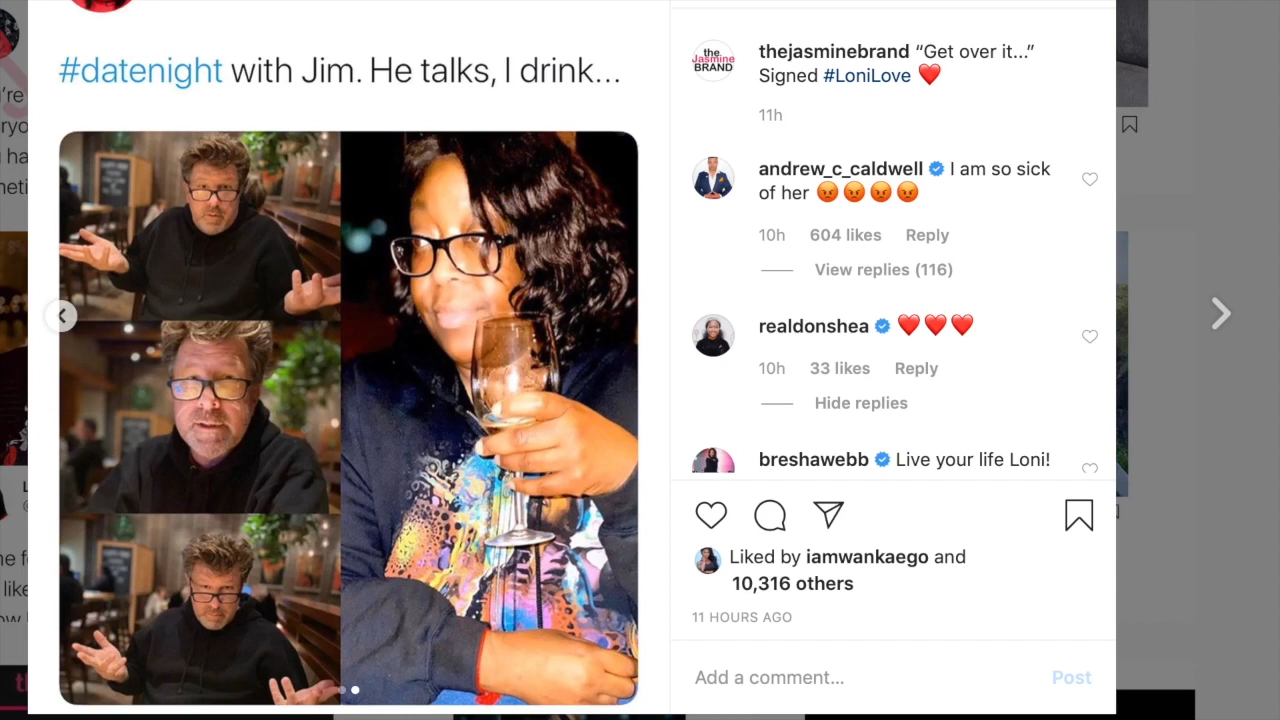 #datenight with Jim. He talks, I drink...
the
Jasmine
BRAND
thejasminebrand “Get over it...”
Signed #LoniLove ❤️
11h
andrew_c_caldwell I am so sick
of her 😡😡😡😡
10h 604 likes Reply
View replies (116)
realdonshea ❤️❤️❤️
10h 33 likes Reply
Hide replies
breshawebb Live your life Loni!
Liked by iamwankaego and
10,316 others
11 HOURS AGO
Add a comment... Post